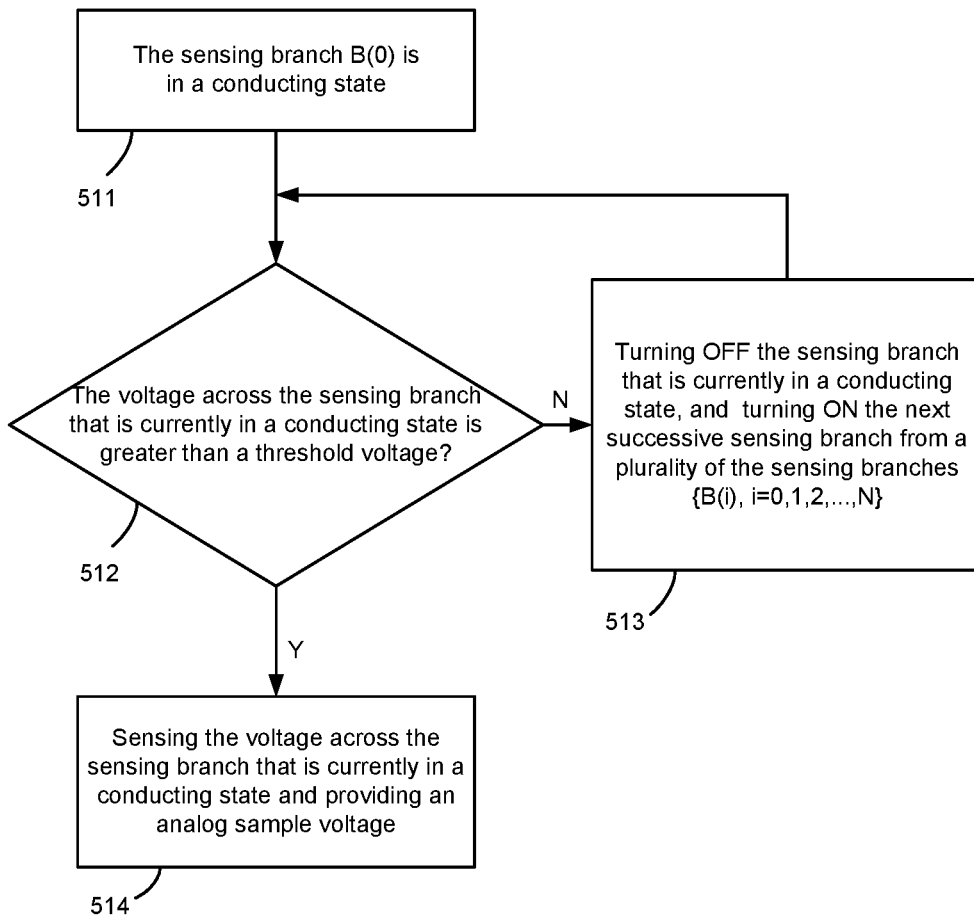 The sensing branch B(0) is
in a conducting state
511
The voltage across the sensing branch
that is currently in a conducting state is
greater than a threshold voltage?
N
512
Turning OFF the sensing branch
that is currently in a conducting
state, and turning ON the next
successive sensing branch from a
plurality of the sensing branches
{B(i), i=0,1,2,...,N}
513
Y
Sensing the voltage across the
sensing branch that is currently in a
conducting state and providing an
analog sample voltage
514